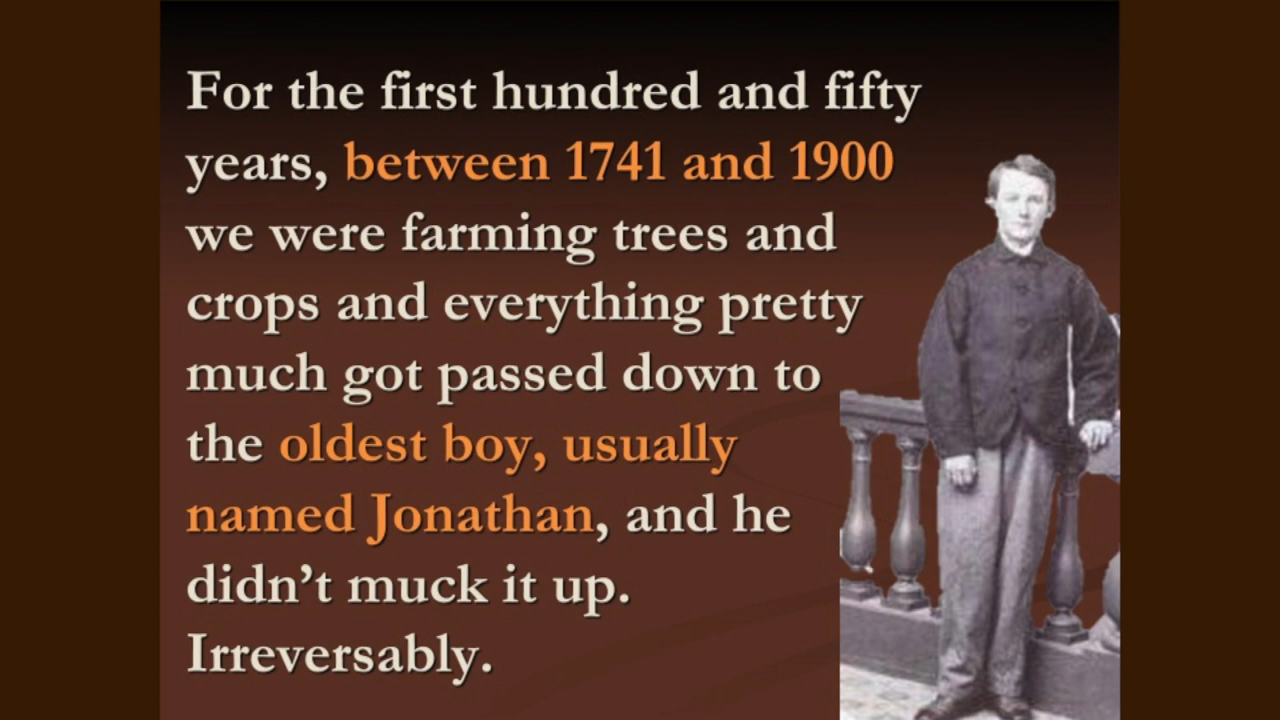 For the first hundred and fifty
years, between 1741 and 1900
we were farming trees and
crops and everything pretty
much got passed down to
the oldest boy, usually
named Jonathan, and he
didn’t muck it up.
Irreversably.